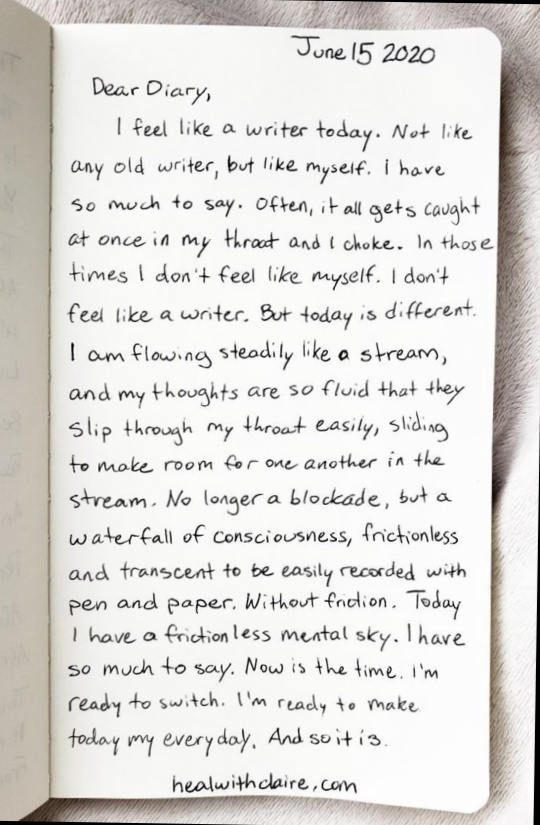 June 15 2020
Dear Diary,
I feel like a writer today. Not like
any old writer, but like myself. I have
so much to say. Often, it all gets caught
at once in my throat and I choke. In those
times I don't feel like myself. I don't
feel like a writer. But today is different.
I am flowing steadily like a stream,
and my thoughts are so fluid that they
slip through my throat easily, sliding
to make room for one another in the
stream. No longer a blockade, but a
waterfall of consciousness, frictionless
and transcent to be easily recorded with
pen and paper. Without friction. Today
I have a frictionless mental sky. I have
so much to say. Now is the time. I'm
ready to switch. I'm ready to make
today my everyday. And so it is.
healwithclaire.com